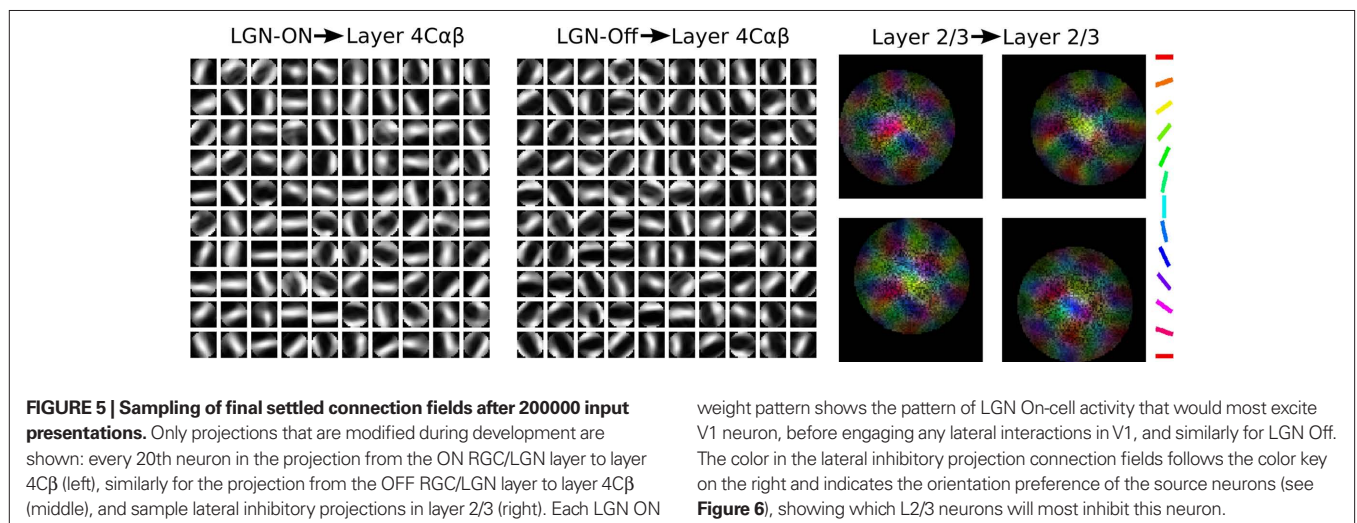 LGN-ON→Layer 4Cαβ
LGN-Off→Layer 4Cαβ
Layer 2/3→Layer 2/3
FIGURE 5 | Sampling of final settled connection fields after 200000 input
presentations. Only projections that are modified during development are
shown: every 20th neuron in the projection from the ON RGC/LGN layer to layer
4Cβ (left), similarly for the projection from the OFF RGC/LGN layer to layer 4Cβ
(middle), and sample lateral inhibitory projections in layer 2/3 (right). Each LGN ON
weight pattern shows the pattern of LGN On-cell activity that would most excite
V1 neuron, before engaging any lateral interactions in V1, and similarly for LGN Off.
The color in the lateral inhibitory projection connection fields follows the color key
on the right and indicates the orientation preference of the source neurons (see
Figure 6), showing which L2/3 neurons will most inhibit this neuron.